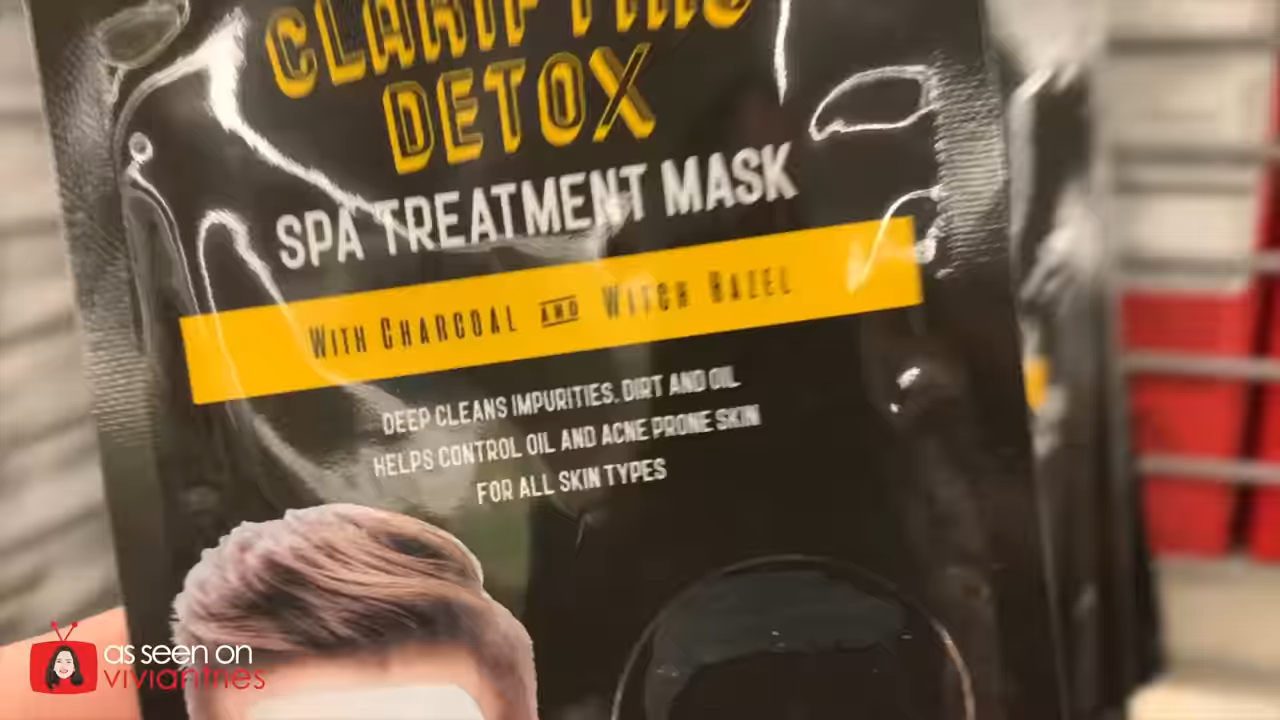 CLARIFYING
DETOX
SPA TREATMENT MASK
WITH CHARCOAL AND WITCH HAZEL
DEEP CLEANS IMPURITIES, DIRT AND OIL
HELPS CONTROL OIL AND ACNE PRONE SKIN
FOR ALL SKIN TYPES
as seen on
viviantries